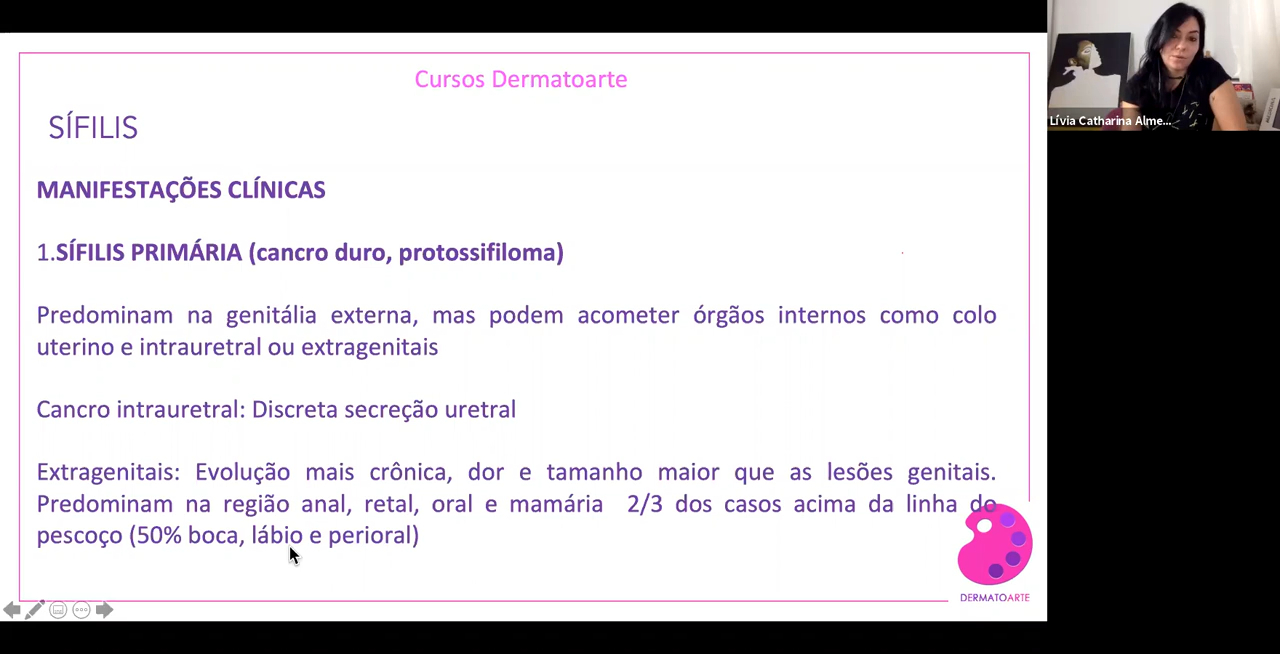 Cursos Dermatoarte
SÍFILIS
MANIFESTAÇÕES CLÍNICAS
1.SÍFILIS PRIMÁRIA (cancro duro, protossifiloma)
Predominam na genitália externa, mas podem acometer órgãos internos como colo
uterino e intrauretral ou extragenitais
Cancro intrauretral: Discreta secreção uretral
Extragenitais: Evolução mais crônica, dor e tamanho maior que as lesões genitais.
Predominam na região anal, retal, oral e mamária 2/3 dos casos acima da linha do
pescoço (50% boca, lábio e perioral)
DERMATOARTE
Lívia Catharina Alme...